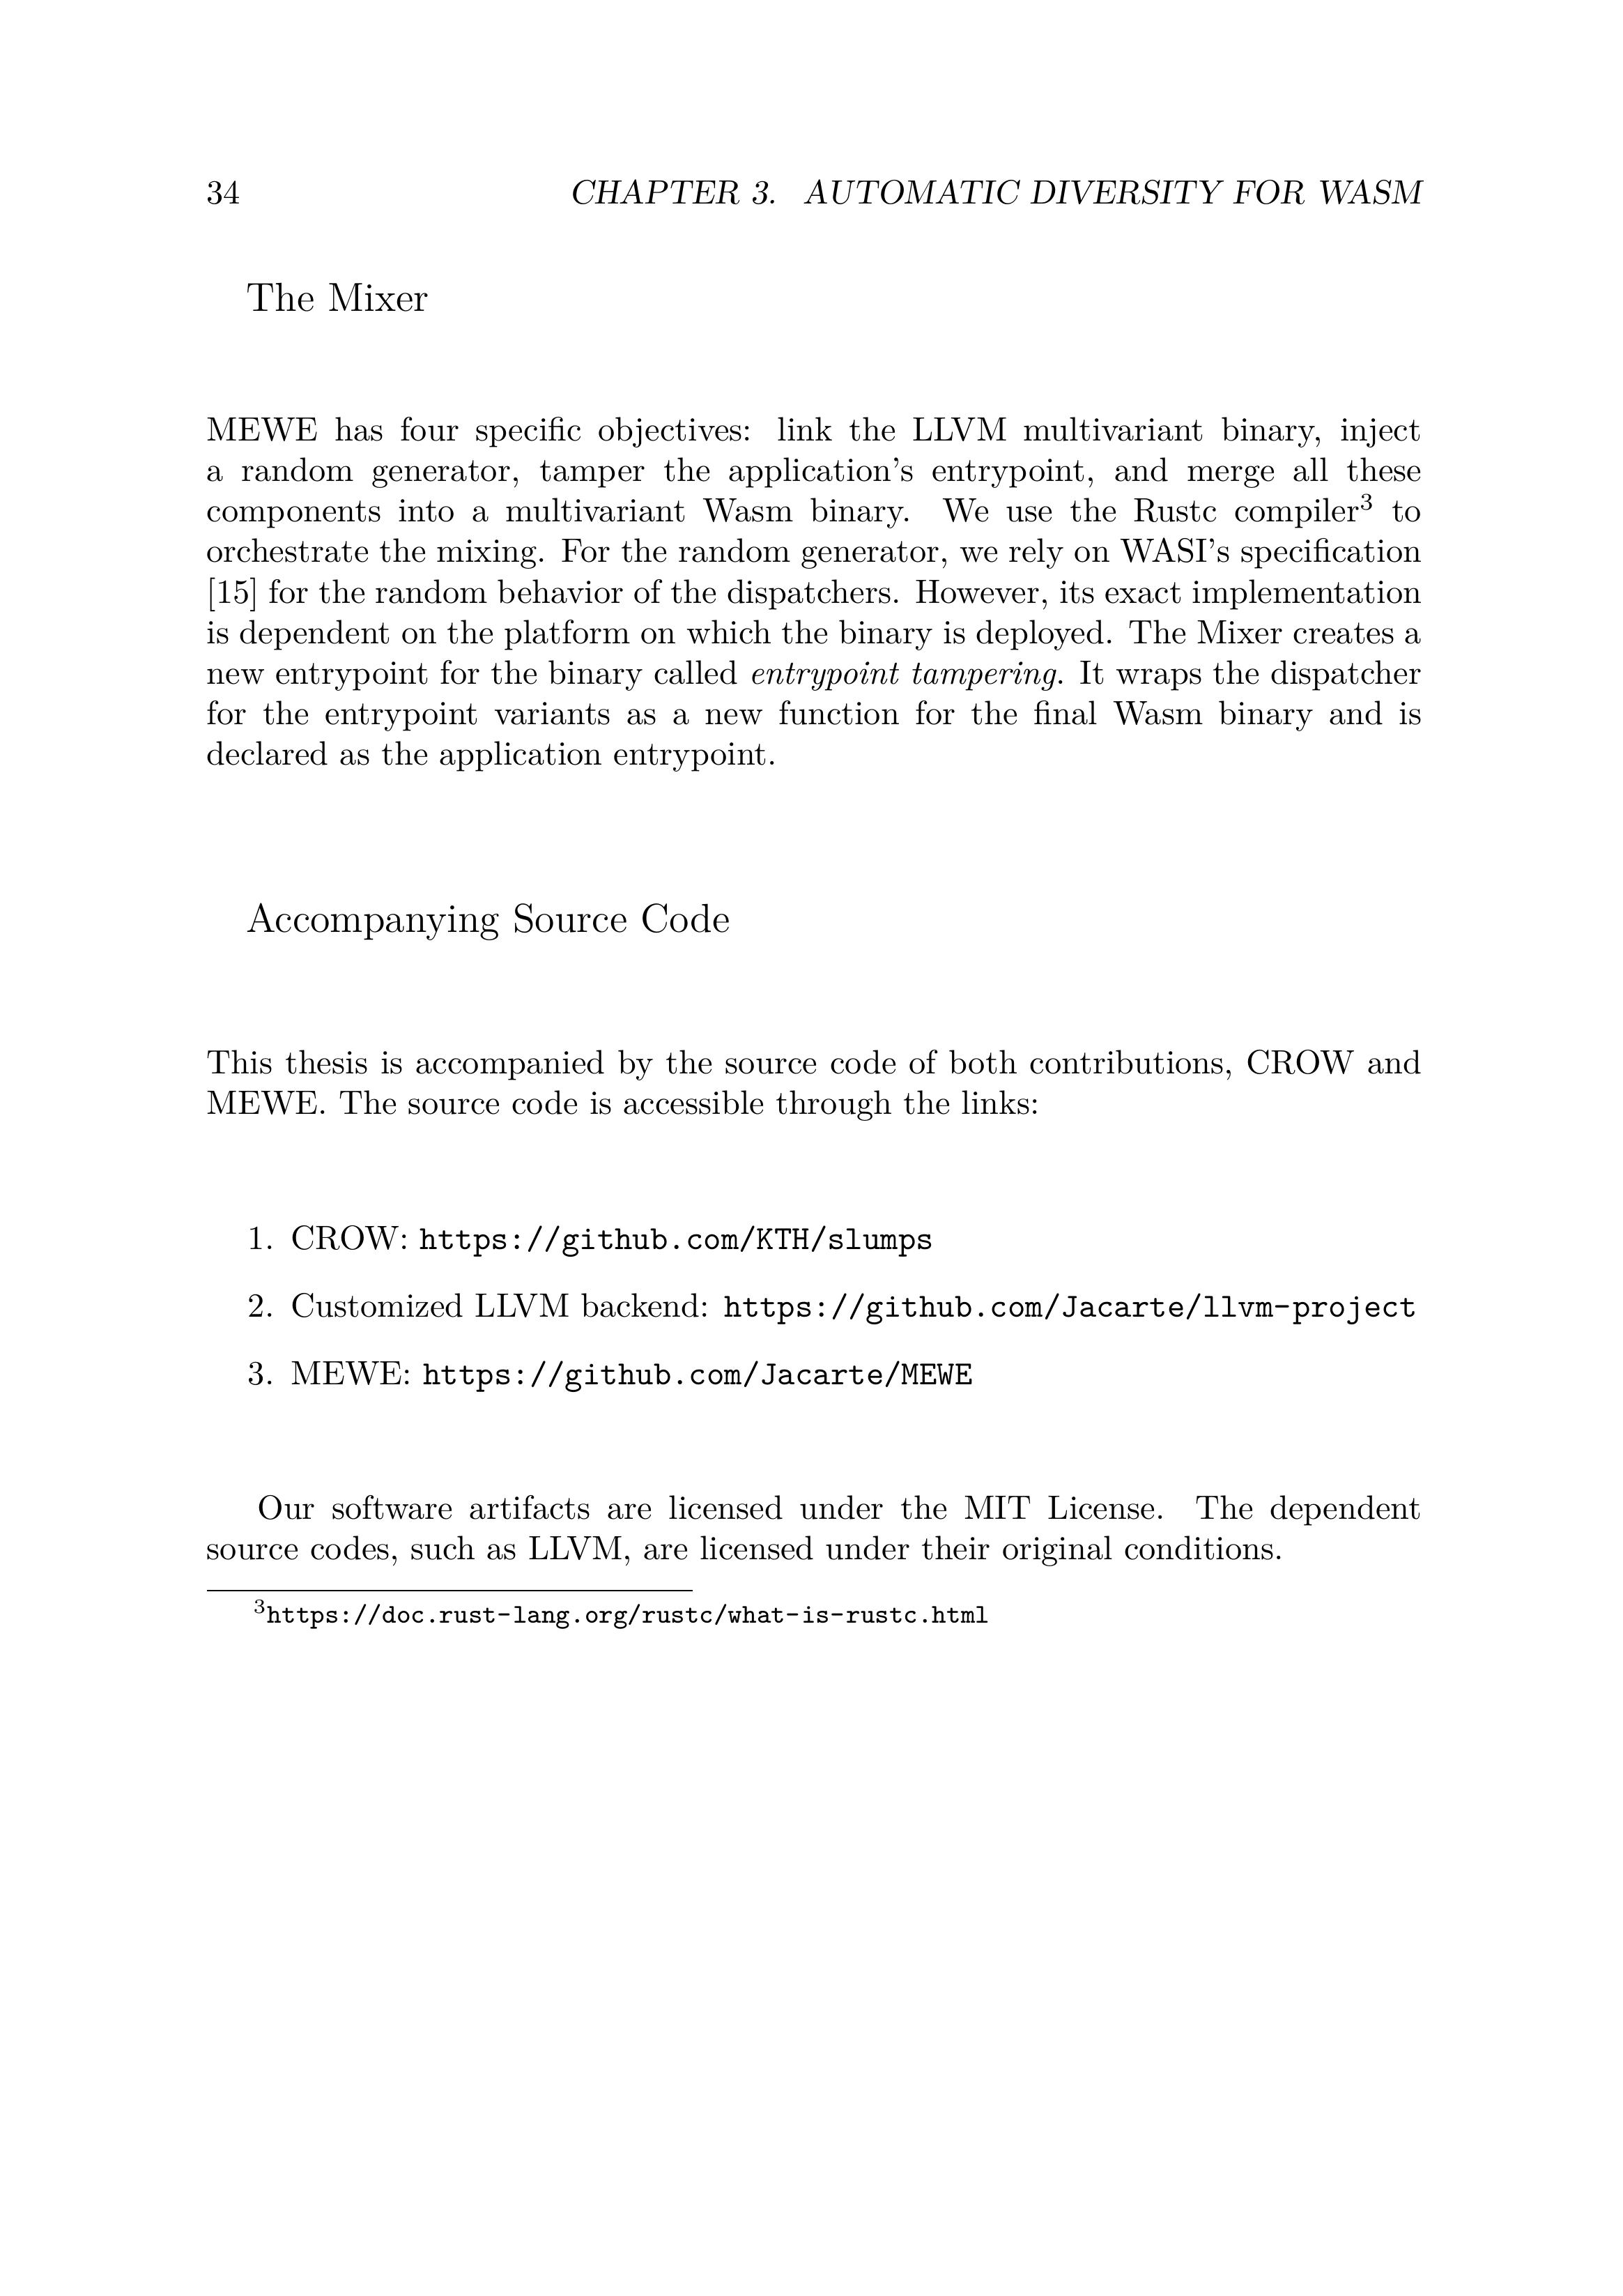 34 CHAPTER 3. AUTOMATIC DIVERSITY FOR WASM
The Mixer
MEWE has four specific objectives: link the LLVM multivariant binary, inject
a random generator, tamper the application's entrypoint, and merge all these
components into a multivariant Wasm binary. We use the Rustc compiler³ to
orchestrate the mixing. For the random generator, we rely on WASI's specification
[15] for the random behavior of the dispatchers. However, its exact implementation
is dependent on the platform on which the binary is deployed. The Mixer creates a
new entrypoint for the binary called entrypoint tampering. It wraps the dispatcher
for the entrypoint variants as a new function for the final Wasm binary and is
declared as the application entrypoint.
Accompanying Source Code
This thesis is accompanied by the source code of both contributions, CROW and
MEWE. The source code is accessible through the links:
1. CROW: https://github.com/KTH/slumps
2. Customized LLVM backend: https://github.com/Jacarte/llvm-project
3. MEWE: https://github.com/Jacarte/MEWE
Our software artifacts are licensed under the MIT License. The dependent
source codes, such as LLVM, are licensed under their original conditions.
³https://doc.rust-lang.org/rustc/what-is-rustc.html